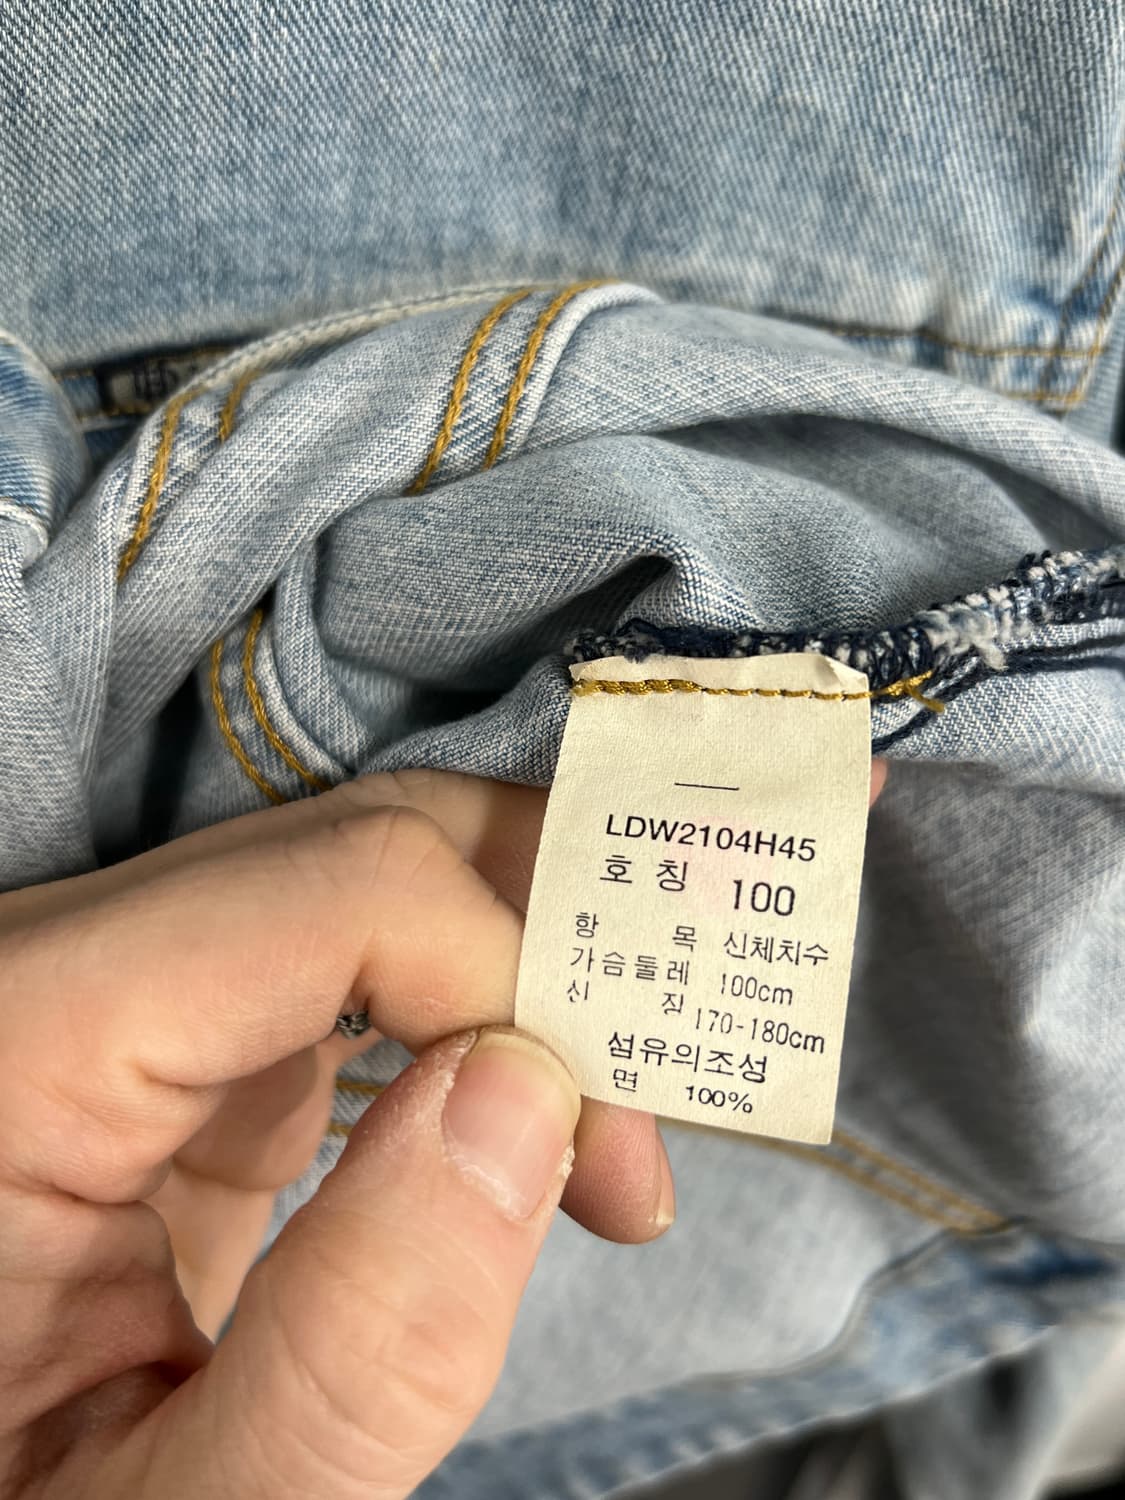 LDW2104H45
호 칭 100
항 목 신체치수
가슴둘레 100cm
신 장 170-180cm
섬유의조성
면 100%